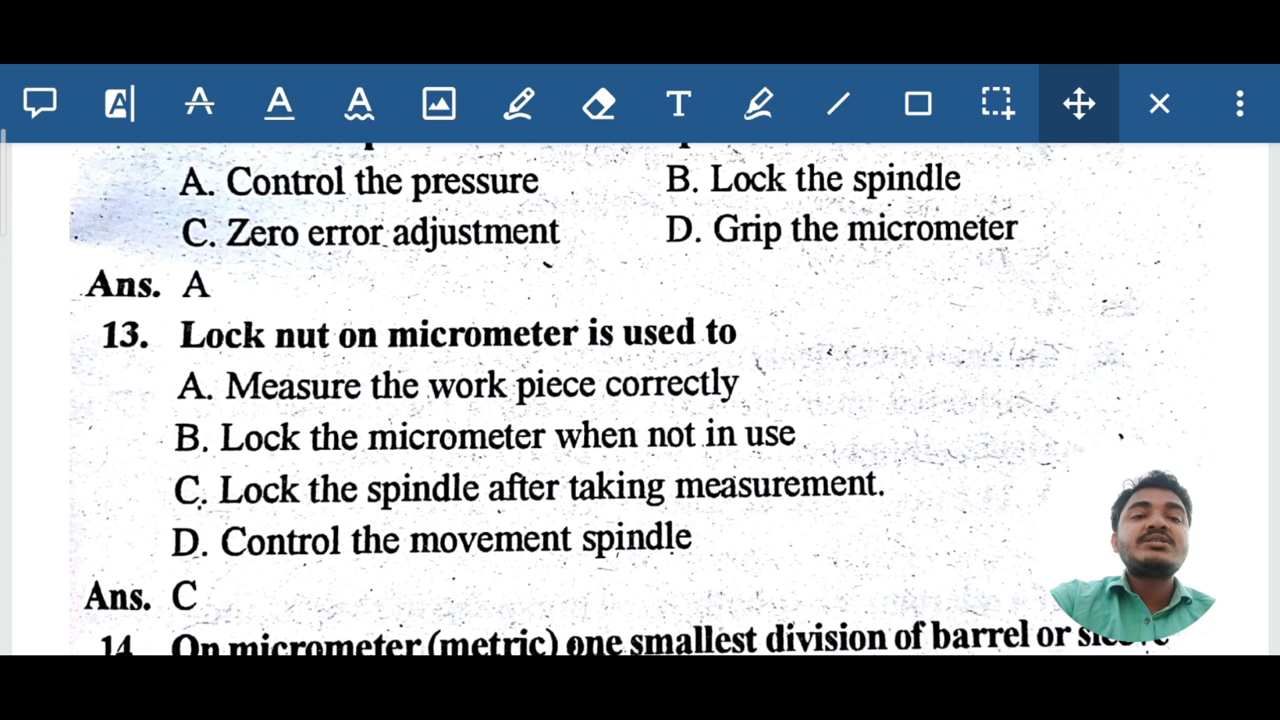 A. Control the pressure B. Lock the spindle
C. Zero error adjustment D. Grip the micrometer
Ans. A
13. Lock nut on micrometer is used to
A. Measure the work piece correctly
B. Lock the micrometer when not in use
C. Lock the spindle after taking measurement.
D. Control the movement spindle
Ans. C
14. On micrometer (metric) one smallest division of barrel or